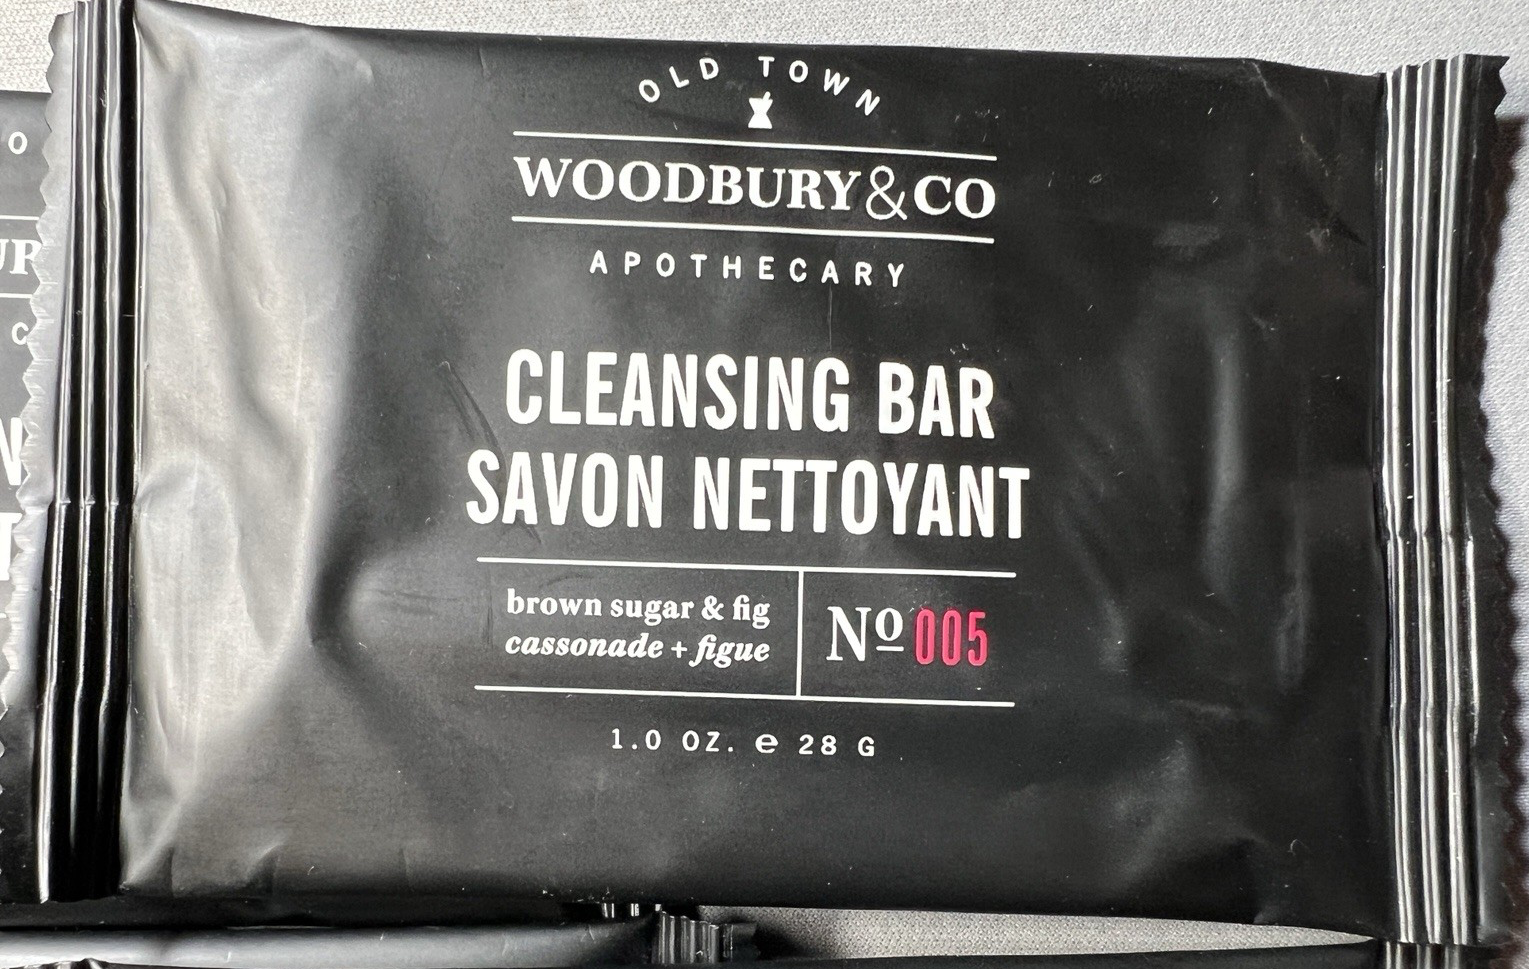 OLD TOWN
WOODBURY&CO
APOTHECARY
CLEANSING BAR
SAVON NETTOYANT
brown sugar & fig
cassonade + figue
Nº 005
1.0 OZ. e 28 G